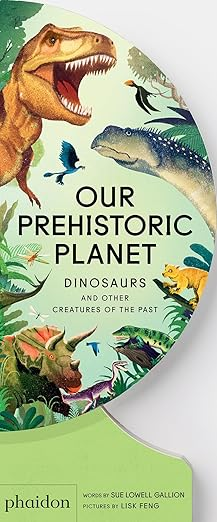 OUR
PREHISTORIC
PLANET
DINOSAURS
AND OTHER
CREATURES OF THE PAST
phaidon
WORDS BY SUE LOWELL GALLION
PICTURES BY LISK FENG